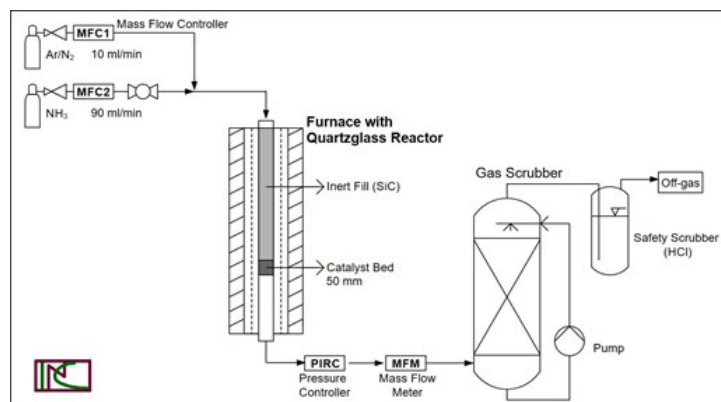 Mass Flow Controller
MFC1
Ar/N₂ 10 ml/min
MFC2
NH₃ 90 ml/min
Furnace with
Quartzglass Reactor
Inert Fill (SiC)
Catalyst Bed
50 mm
PIRC
Pressure
Controller
MFM
Mass Flow
Meter
Gas Scrubber
Off-gas
Safety Scrubber
(HCl)
Pump